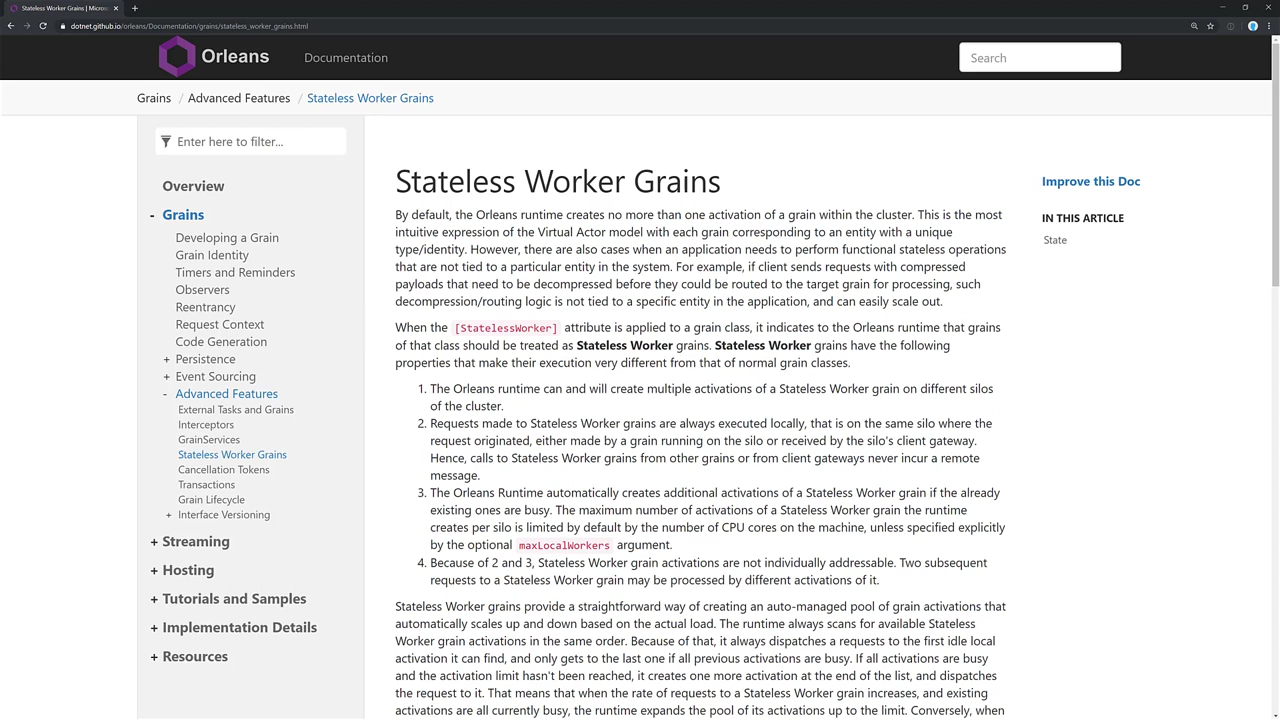 Stateless Worker Grains | Micros
dotnet.github.io/orleans/Documentation/grains/stateless_worker_grains.html
Orleans
Documentation
Search
Grains / Advanced Features / Stateless Worker Grains
Enter here to filter...
Overview
- Grains
Developing a Grain
Grain Identity
Timers and Reminders
Observers
Reentrancy
Request Context
Code Generation
+ Persistence
+ Event Sourcing
- Advanced Features
External Tasks and Grains
Interceptors
GrainServices
Stateless Worker Grains
Cancellation Tokens
Transactions
Grain Lifecycle
+ Interface Versioning
+ Streaming
+ Hosting
+ Tutorials and Samples
+ Implementation Details
+ Resources
Stateless Worker Grains
By default, the Orleans runtime creates no more than one activation of a grain within the cluster. This is the most
intuitive expression of the Virtual Actor model with each grain corresponding to an entity with a unique
type/identity. However, there are also cases when an application needs to perform functional stateless operations
that are not tied to a particular entity in the system. For example, if client sends requests with compressed
payloads that need to be decompressed before they could be routed to the target grain for processing, such
decompression/routing logic is not tied to a specific entity in the application, and can easily scale out.
When the [StatelessWorker] attribute is applied to a grain class, it indicates to the Orleans runtime that grains
of that class should be treated as Stateless Worker grains. Stateless Worker grains have the following
properties that make their execution very different from that of normal grain classes.
1. The Orleans runtime can and will create multiple activations of a Stateless Worker grain on different silos
of the cluster.
2. Requests made to Stateless Worker grains are always executed locally, that is on the same silo where the
request originated, either made by a grain running on the silo or received by the silo's client gateway.
Hence, calls to Stateless Worker grains from other grains or from client gateways never incur a remote
message.
3. The Orleans Runtime automatically creates additional activations of a Stateless Worker grain if the already
existing ones are busy. The maximum number of activations of a Stateless Worker grain the runtime
creates per silo is limited by default by the number of CPU cores on the machine, unless specified explicitly
by the optional maxLocalWorkers argument.
4. Because of 2 and 3, Stateless Worker grain activations are not individually addressable. Two subsequent
requests to a Stateless Worker grain may be processed by different activations of it.
Stateless Worker grains provide a straightforward way of creating an auto-managed pool of grain activations that
automatically scales up and down based on the actual load. The runtime always scans for available Stateless
Worker grain activations in the same order. Because of that, it always dispatches a requests to the first idle local
activation it can find, and only gets to the last one if all previous activations are busy. If all activations are busy
and the activation limit hasn't been reached, it creates one more activation at the end of the list, and dispatches
the request to it. That means that when the rate of requests to a Stateless Worker grain increases, and existing
activations are all currently busy, the runtime expands the pool of its activations up to the limit. Conversely, when
Improve this Doc
IN THIS ARTICLE
State